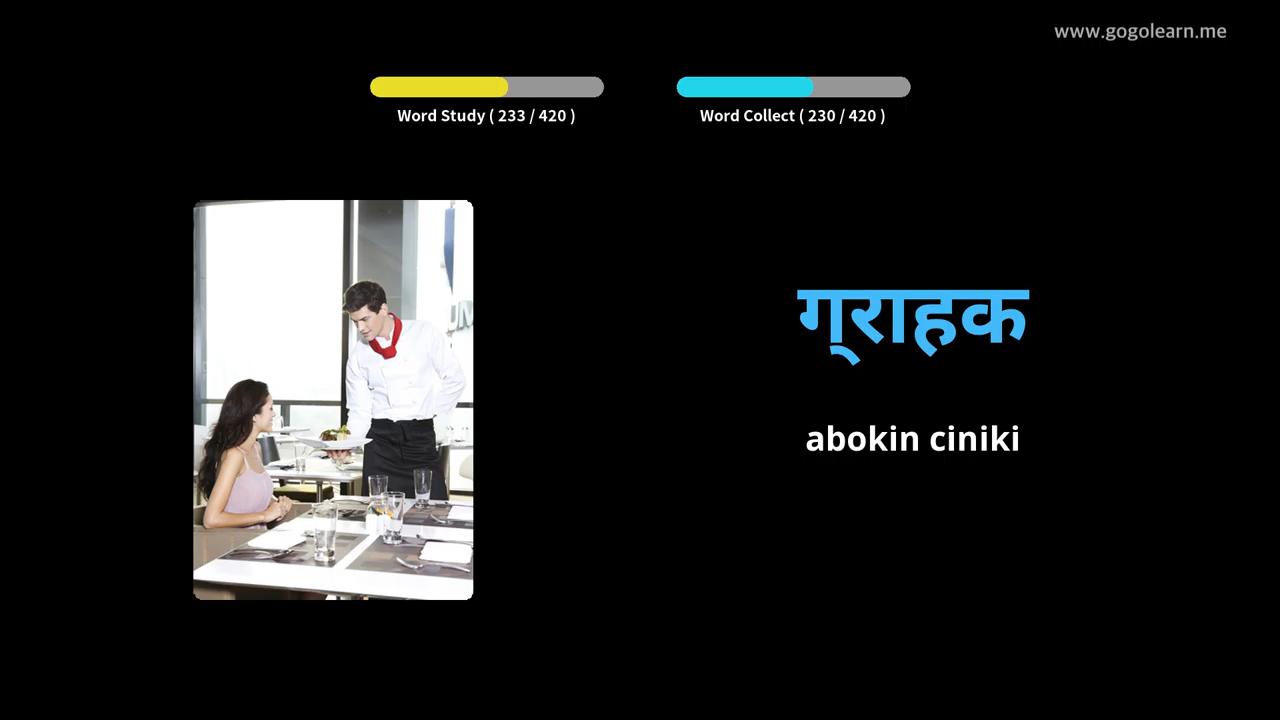 www.gogolearn.me
Word Study ( 233 / 420 )
Word Collect ( 230 / 420 )
ग्राहक
abokin ciniki